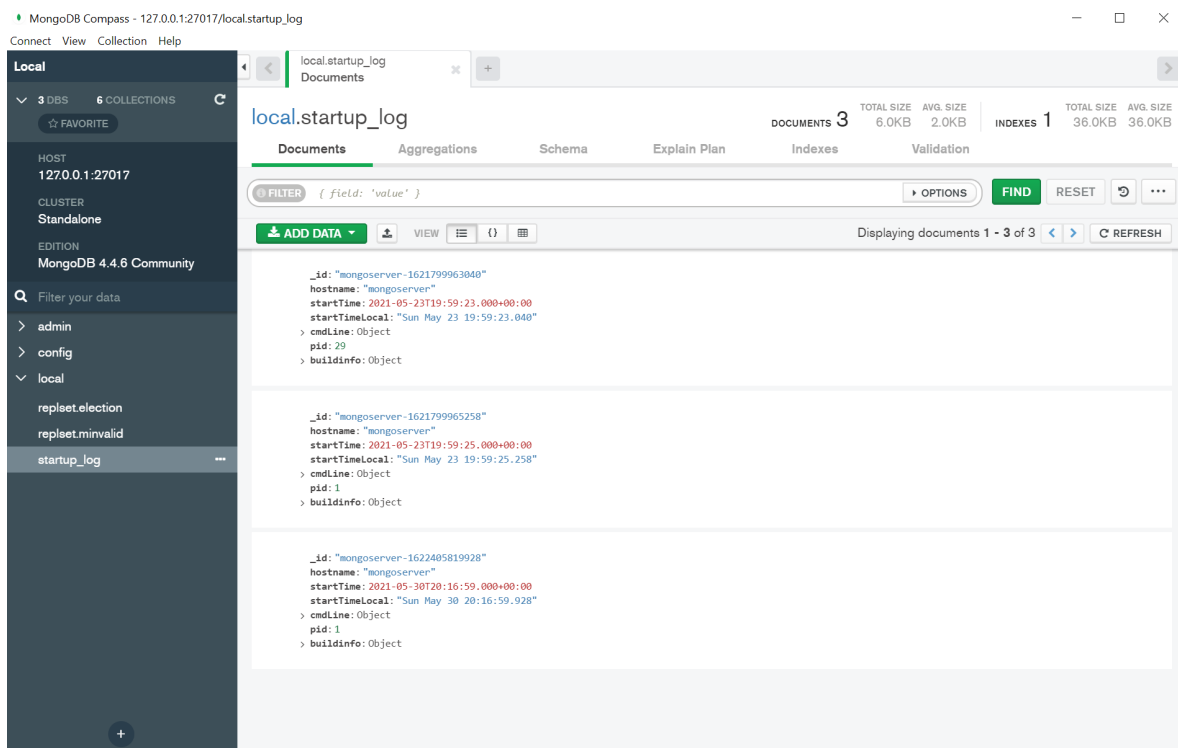 MongoDB Compass - 127.0.0.1:27017/local.startup_log
Connect View Collection Help
Local
3 DBS 6 COLLECTIONS
☆ FAVORITE
HOST
127.0.0.1:27017
CLUSTER
Standalone
EDITION
MongoDB 4.4.6 Community
Filter your data
admin
config
local
replset.election
replset.minvalid
startup_log
local.startup_log
Documents
local.startup_log
DOCUMENTS 3
TOTAL SIZE AVG. SIZE
6.0KB 2.0KB
INDEXES 1
TOTAL SIZE AVG. SIZE
36.0KB 36.0KB
Documents Aggregations Schema Explain Plan Indexes Validation
FILTER { field: 'value' }
OPTIONS
FIND
RESET
ADD DATA
VIEW
Displaying documents 1 - 3 of 3
REFRESH
_id: "mongoserver-1621799963040"
hostname: "mongoserver"
startTime: 2021-05-23T19:59:23.000+00:00
startTimeLocal: "Sun May 23 19:59:23.040"
> cmdLine: Object
pid: 29
> buildinfo: Object
_id: "mongoserver-1621799965258"
hostname: "mongoserver"
startTime: 2021-05-23T19:59:25.000+00:00
startTimeLocal: "Sun May 23 19:59:25.258"
> cmdLine: Object
pid: 1
> buildinfo: Object
_id: "mongoserver-1622405819928"
hostname: "mongoserver"
startTime: 2021-05-30T20:16:59.000+00:00
startTimeLocal: "Sun May 30 20:16:59.928"
> cmdLine: Object
pid: 1
> buildinfo: Object